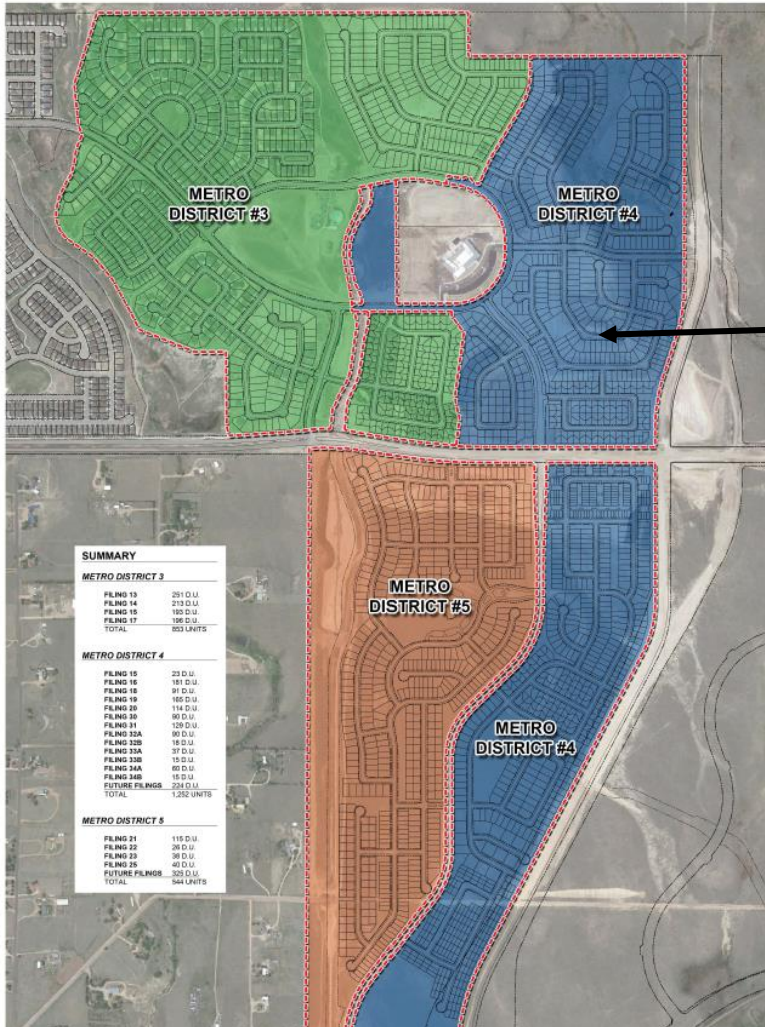 METRO
DISTRICT #3
METRO
DISTRICT #4
METRO
DISTRICT #5
METRO
DISTRICT #4
SUMMARY
METRO DISTRICT 3
FILING 13 251 D.U.
FILING 14 213 D.U.
FILING 15 193 D.U.
FILING 17 196 D.U.
TOTAL 853 UNITS
METRO DISTRICT 4
FILING 15 23 D.U.
FILING 16 181 D.U.
FILING 18 91 D.U.
FILING 19 165 D.U.
FILING 20 114 D.U.
FILING 30 90 D.U.
FILING 31 129 D.U.
FILING 32A 90 D.U.
FILING 32B 18 D.U.
FILING 33A 37 D.U.
FILING 33B 15 D.U.
FILING 34A 60 D.U.
FILING 34B 15 D.U.
FUTURE FILINGS 224 D.U.
TOTAL 1,252 UNITS
METRO DISTRICT 5
FILING 21 115 D.U.
FILING 22 26 D.U.
FILING 23 38 D.U.
FILING 25 40 D.U.
FUTURE FILINGS 325 D.U.
TOTAL 544 UNITS